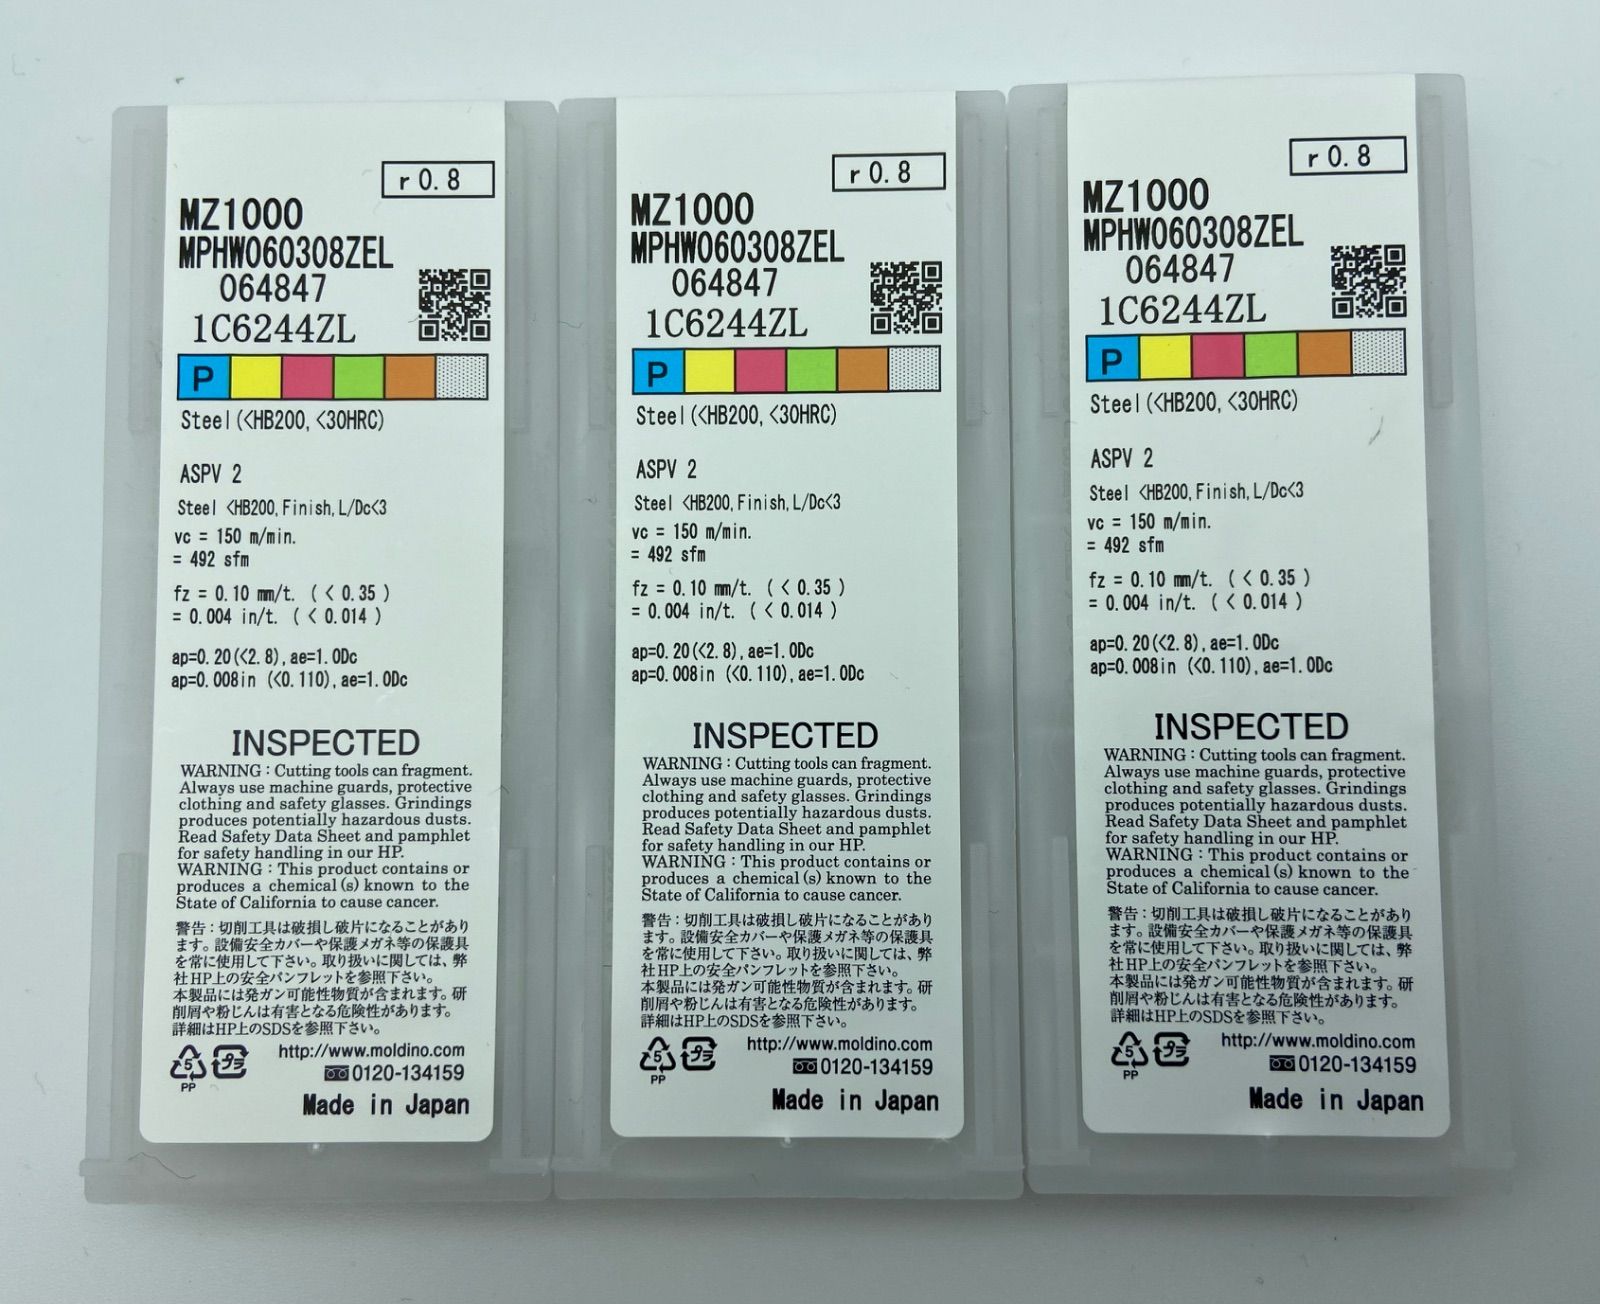 r 0.8
MZ1000
MPHW060308ZEL
064847
1C6244ZL
P
Steel(<HB200,<30HRC)
ASPV 2
Steel <HB200,Finish,L/Dc<3
vc = 150 m/min.
= 492 sfm
fz = 0.10 mm/t. ( < 0.35 )
= 0.004 in/t. ( < 0.014 )
ap=0.20(<2.8),ae=1.0Dc
ap=0.008in (<0.110),ae=1.0Dc
INSPECTED
WARNING : Cutting tools can fragment.
Always use machine guards, protective
clothing and safety glasses. Grindings
produces potentially hazardous dusts.
Read Safety Data Sheet and pamphlet
for safety handling in our HP.
WARNING : This product contains or
produces a chemical (s) known to the
State of California to cause cancer.
警告：切削工具は破損し破片になることがあり
ます。設備安全カバーや保護メガネ等の保護具
を常に使用して下さい。取り扱いに関しては、弊
社HP上の安全パンフレットを参照下さい。
本製品には発ガン可能性物質が含まれます。研
削屑や粉じんは有害となる危険性があります。
詳細はHP上のSDSを参照下さい。
5 プラ http://www.moldino.com
PP 0120-134159
Made in Japan
r 0.8
MZ1000
MPHW060308ZEL
064847
1C6244ZL
P
Steel(<HB200,<30HRC)
ASPV 2
Steel <HB200,Finish,L/Dc<3
vc = 150 m/min.
= 492 sfm
fz = 0.10 mm/t. ( < 0.35 )
= 0.004 in/t. ( < 0.014 )
ap=0.20(<2.8),ae=1.0Dc
ap=0.008in (<0.110),ae=1.0Dc
INSPECTED
WARNING : Cutting tools can fragment.
Always use machine guards, protective
clothing and safety glasses. Grindings
produces potentially hazardous dusts.
Read Safety Data Sheet and pamphlet
for safety handling in our HP.
WARNING : This product contains or
produces a chemical (s) known to the
State of California to cause cancer.
警告：切削工具は破損し破片になることがあり
ます。設備安全カバーや保護メガネ等の保護具
を常に使用して下さい。取り扱いに関しては、弊
社HP上の安全パンフレットを参照下さい。
本製品には発ガン可能性物質が含まれます。研
削屑や粉じんは有害となる危険性があります。
詳細はHP上のSDSを参照下さい。
5 プラ http://www.moldino.com
PP 0120-134159
Made in Japan
r 0.8
MZ1000
MPHW060308ZEL
064847
1C6244ZL
P
Steel(<HB200,<30HRC)
ASPV 2
Steel <HB200,Finish,L/Dc<3
vc = 150 m/min.
= 492 sfm
fz = 0.10 mm/t. ( < 0.35 )
= 0.004 in/t. ( < 0.014 )
ap=0.20(<2.8),ae=1.0Dc
ap=0.008in (<0.110),ae=1.0Dc
INSPECTED
WARNING : Cutting tools can fragment.
Always use machine guards, protective
clothing and safety glasses. Grindings
produces potentially hazardous dusts.
Read Safety Data Sheet and pamphlet
for safety handling in our HP.
WARNING : This product contains or
produces a chemical (s) known to the
State of California to cause cancer.
警告：切削工具は破損し破片になることがあり
ます。設備安全カバーや保護メガネ等の保護具
を常に使用して下さい。取り扱いに関しては、弊
社HP上の安全パンフレットを参照下さい。
本製品には発ガン可能性物質が含まれます。研
削屑や粉じんは有害となる危険性があります。
詳細はHP上のSDSを参照下さい。
5 プラ http://www.moldino.com
PP 0120-134159
Made in Japan